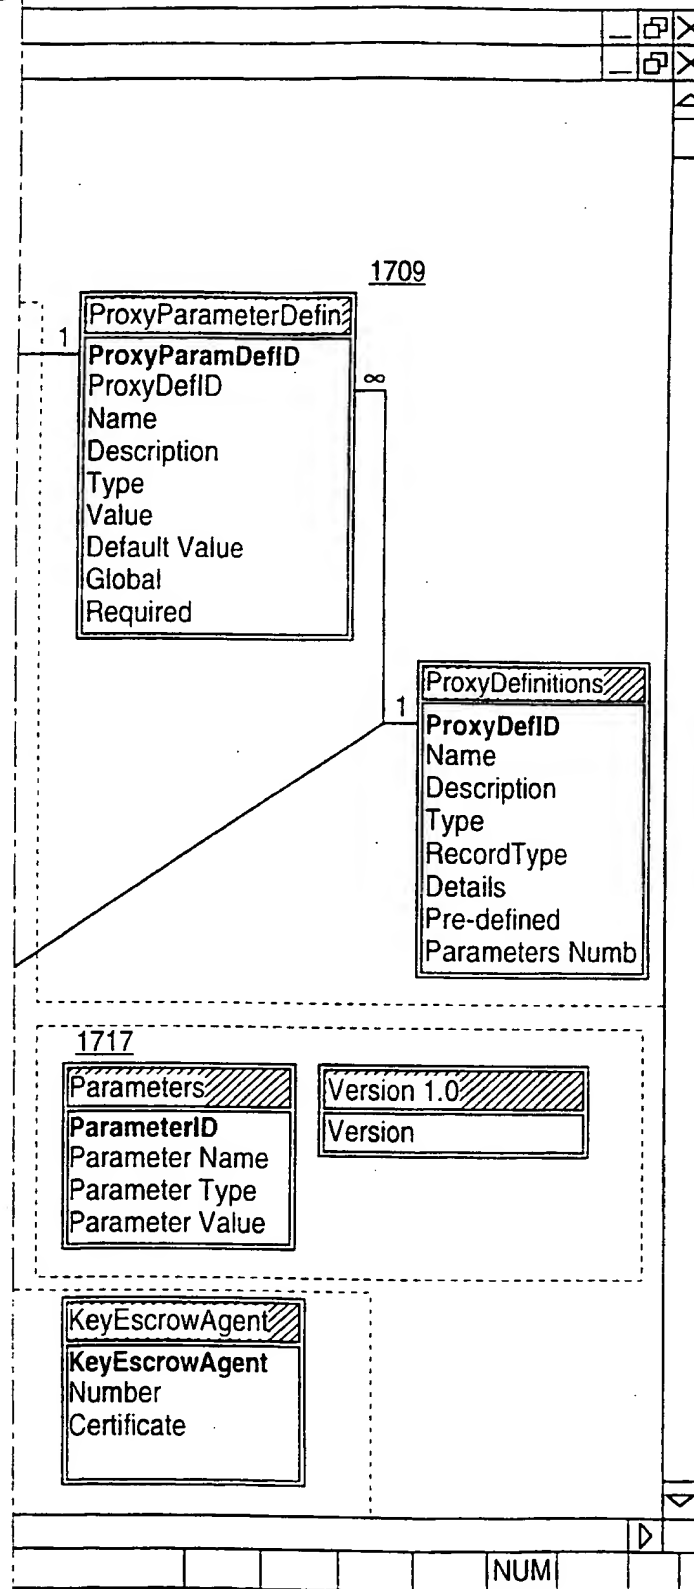 1709
ProxyParameterDefin
1
ProxyParamDefID
ProxyDefID
Name
Description
Type
Value
Default Value
Global
Required
∞
ProxyDefinitions
1
ProxyDefID
Name
Description
Type
RecordType
Details
Pre-defined
Parameters Numb
1717
Parameters
ParameterID
Parameter Name
Parameter Type
Parameter Value
Version 1.0
Version
KeyEscrowAgent
KeyEscrowAgent
Number
Certificate
NUM